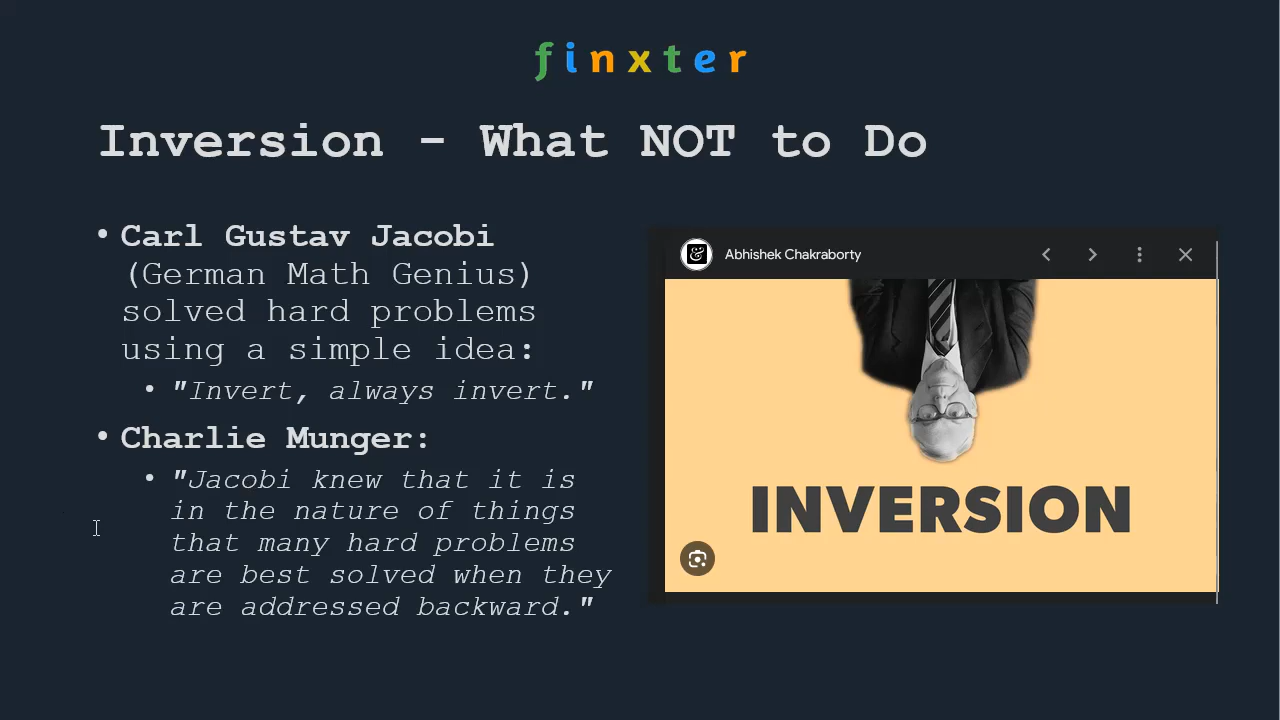 finxter
Inversion - What NOT to Do
• Carl Gustav Jacobi
(German Math Genius)
solved hard problems
using a simple idea:
• "Invert, always invert."
• Charlie Munger:
• "Jacobi knew that it is
in the nature of things
that many hard problems
are best solved when they
are addressed backward."
&
Abhishek Chakraborty
INVERSION